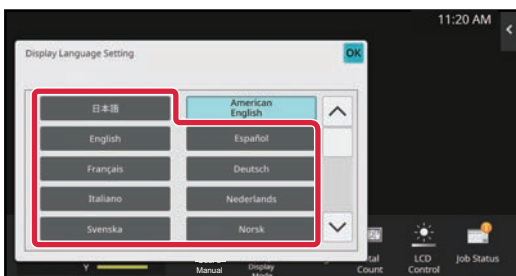 11:20 AM
Display Language Setting
OK
日本語
American
English
English
Español
Français
Deutsch
Italiano
Nederlands
Svenska
Norsk
Y
Manual
Display
Count
LCD
Control
Job Status